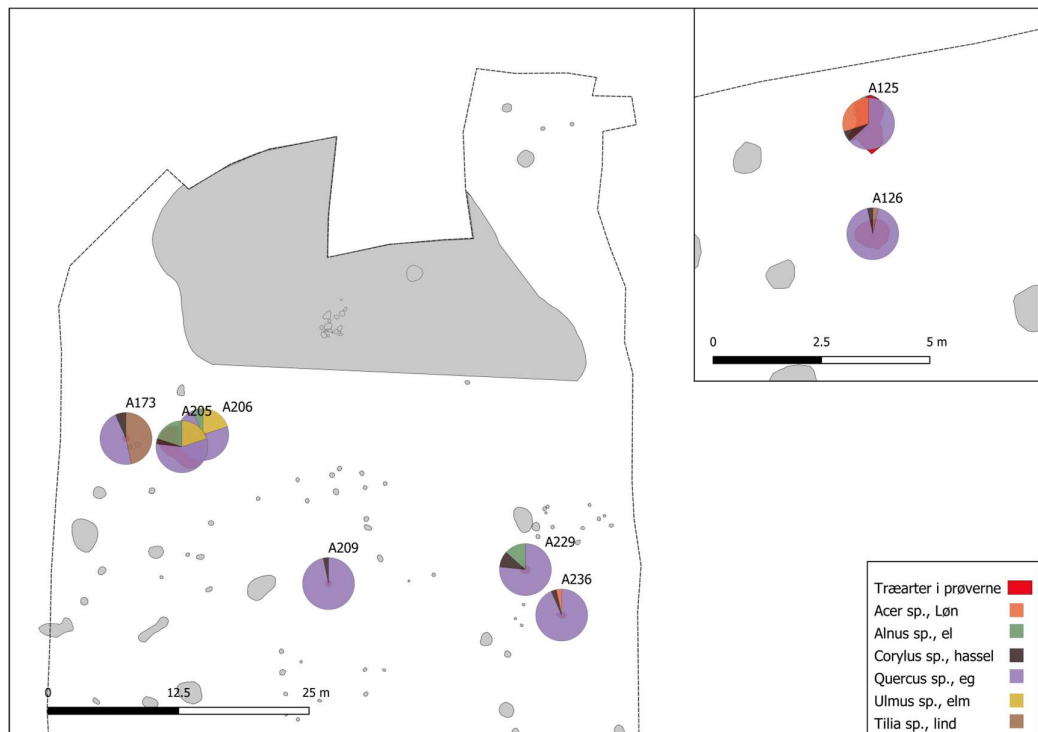 A125
A126
0 2.5 5 m
A173
A205
A206
A209
A229
A236
0 12.5 25 m
Træarter i prøverne
Acer sp., Løn
Alnus sp., el
Corylus sp., hassel
Quercus sp., eg
Ulmus sp., elm
Tilia sp., lind